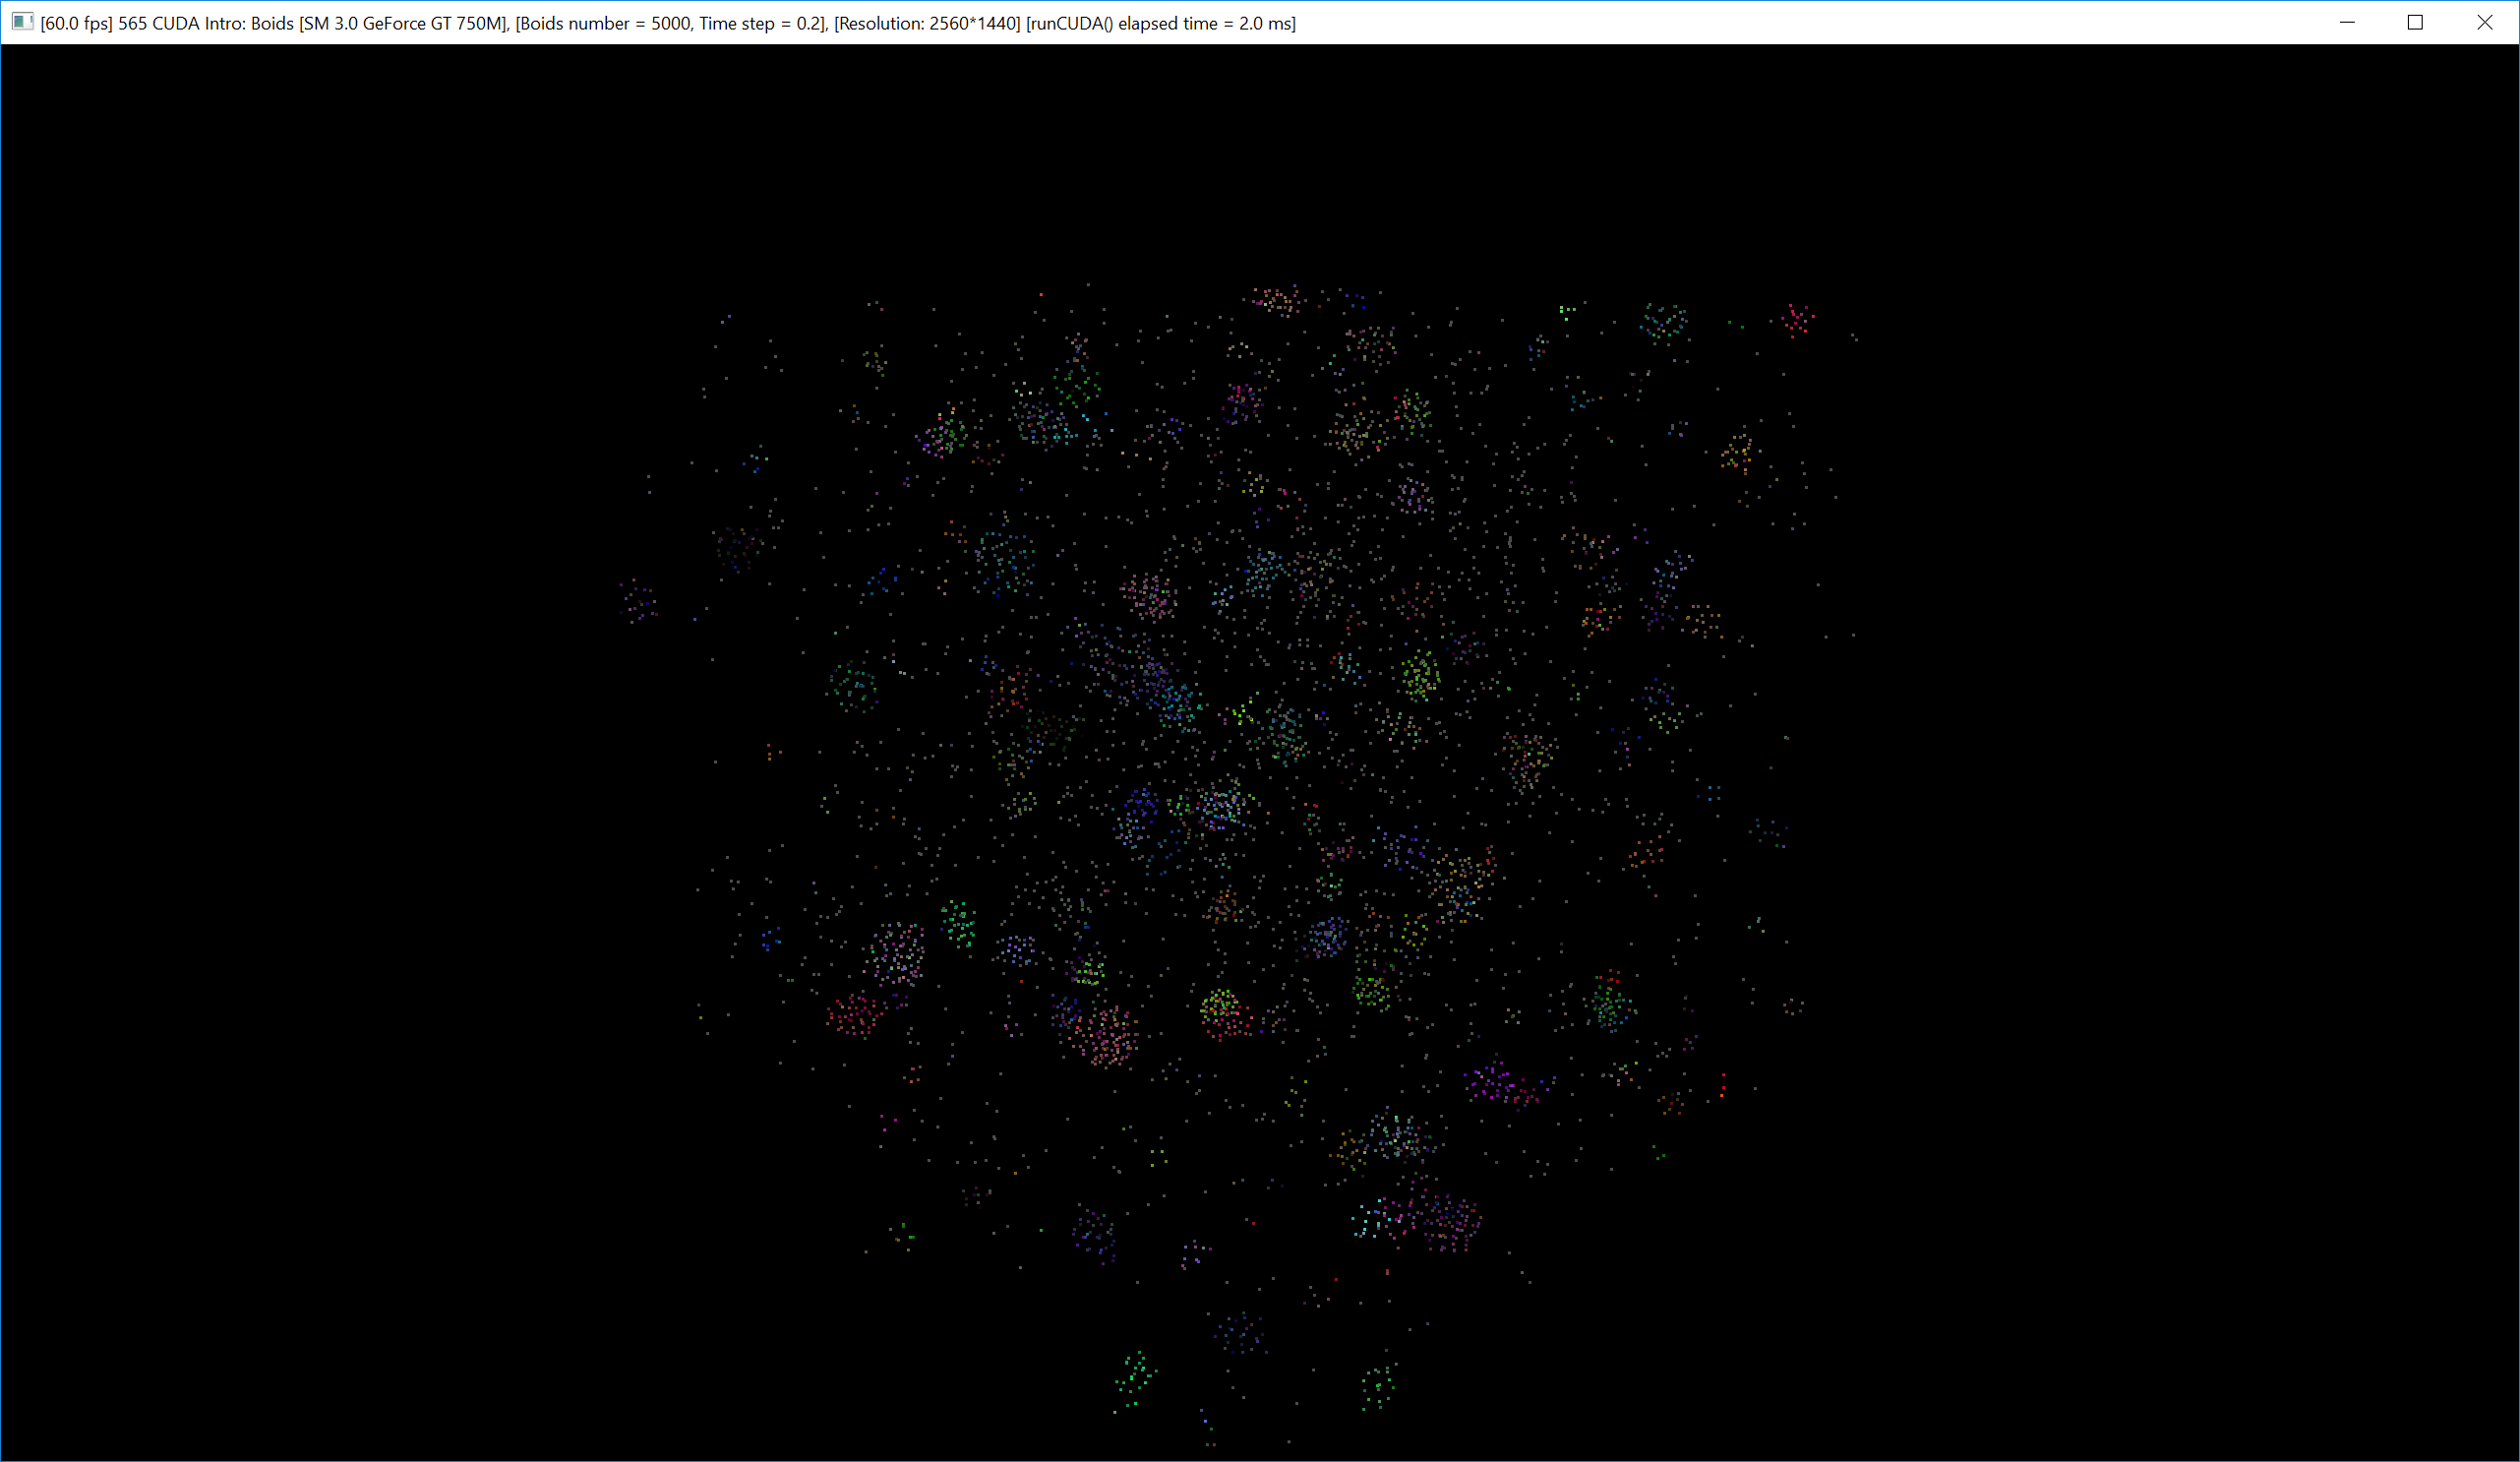 [60.0 fps] 565 CUDA Intro: Boids [SM 3.0 GeForce GT 750M], [Boids number = 5000, Time step = 0.2], [Resolution: 2560*1440] [runCUDA() elapsed time = 2.0 ms]